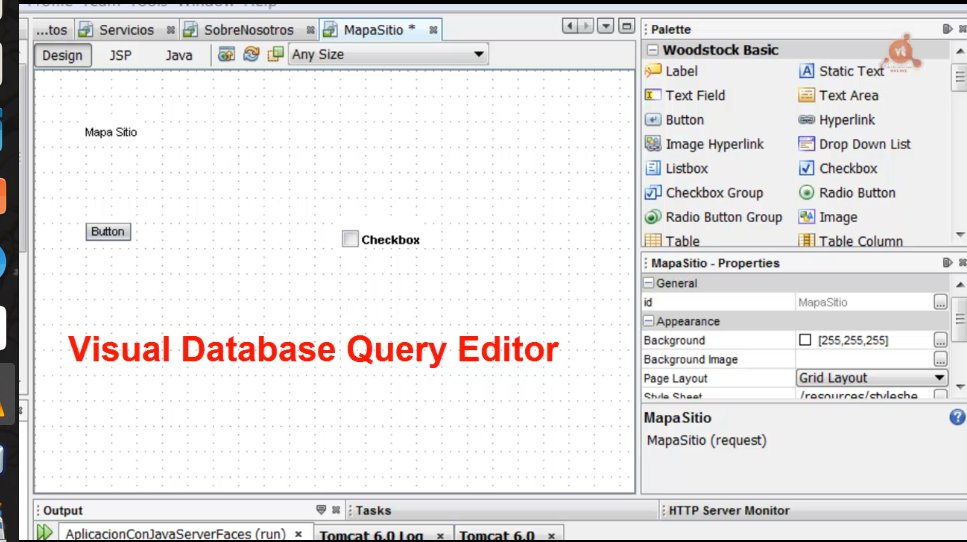 ...tos Servicios SobreNosotros MapaSitio *
Design JSP Java Any Size
Mapa Sitio
Button
Checkbox
Visual Database Query Editor
Palette
Woodstock Basic
Label Static Text
Text Field Text Area
Button Hyperlink
Image Hyperlink Drop Down List
Listbox Checkbox
Checkbox Group Radio Button
Radio Button Group Image
Table Table Column
MapaSitio - Properties
General
id MapaSitio
Appearance
Background [255,255,255]
Background Image
Page Layout Grid Layout
Style Sheet /resources/styleshe
MapaSitio
MapaSitio (request)
Output Tasks HTTP Server Monitor
AplicacionConJavaServerFaces (run) Tomcat 6.0 Log Tomcat 6.0